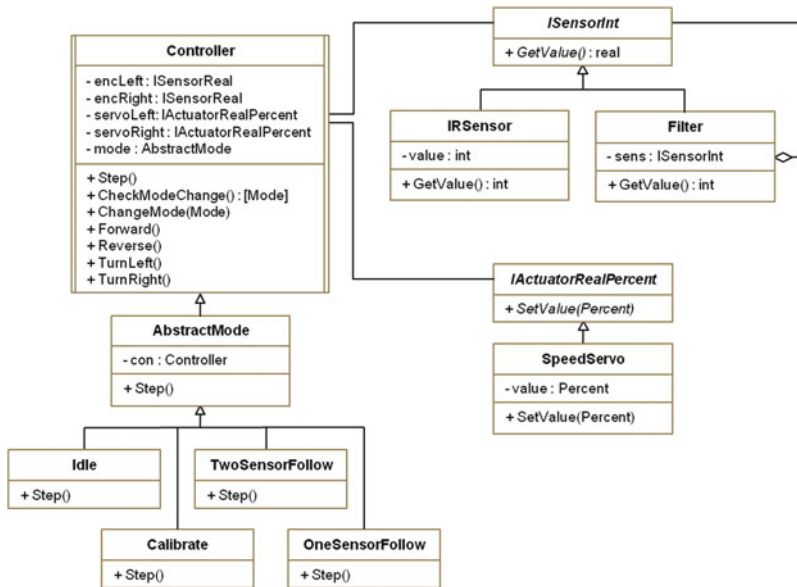 Controller
- encLeft : ISensorReal
- encRight : ISensorReal
- servoLeft: IActuatorRealPercent
- servoRight : IActuatorRealPercent
- mode : AbstractMode
+ Step()
+ CheckModeChange() : [Mode]
+ ChangeMode(Mode)
+ Forward()
+ Reverse()
+ TurnLeft()
+ TurnRight()
ISensorInt
+ GetValue() : real
IRSensor
- value : int
+ GetValue() : int
Filter
- sens : ISensorInt
+ GetValue() : int
IActuatorRealPercent
+ SetValue(Percent)
SpeedServo
- value : Percent
+ SetValue(Percent)
AbstractMode
- con : Controller
+ Step()
Idle
+ Step()
TwoSensorFollow
+ Step()
Calibrate
+ Step()
OneSensorFollow
+ Step()